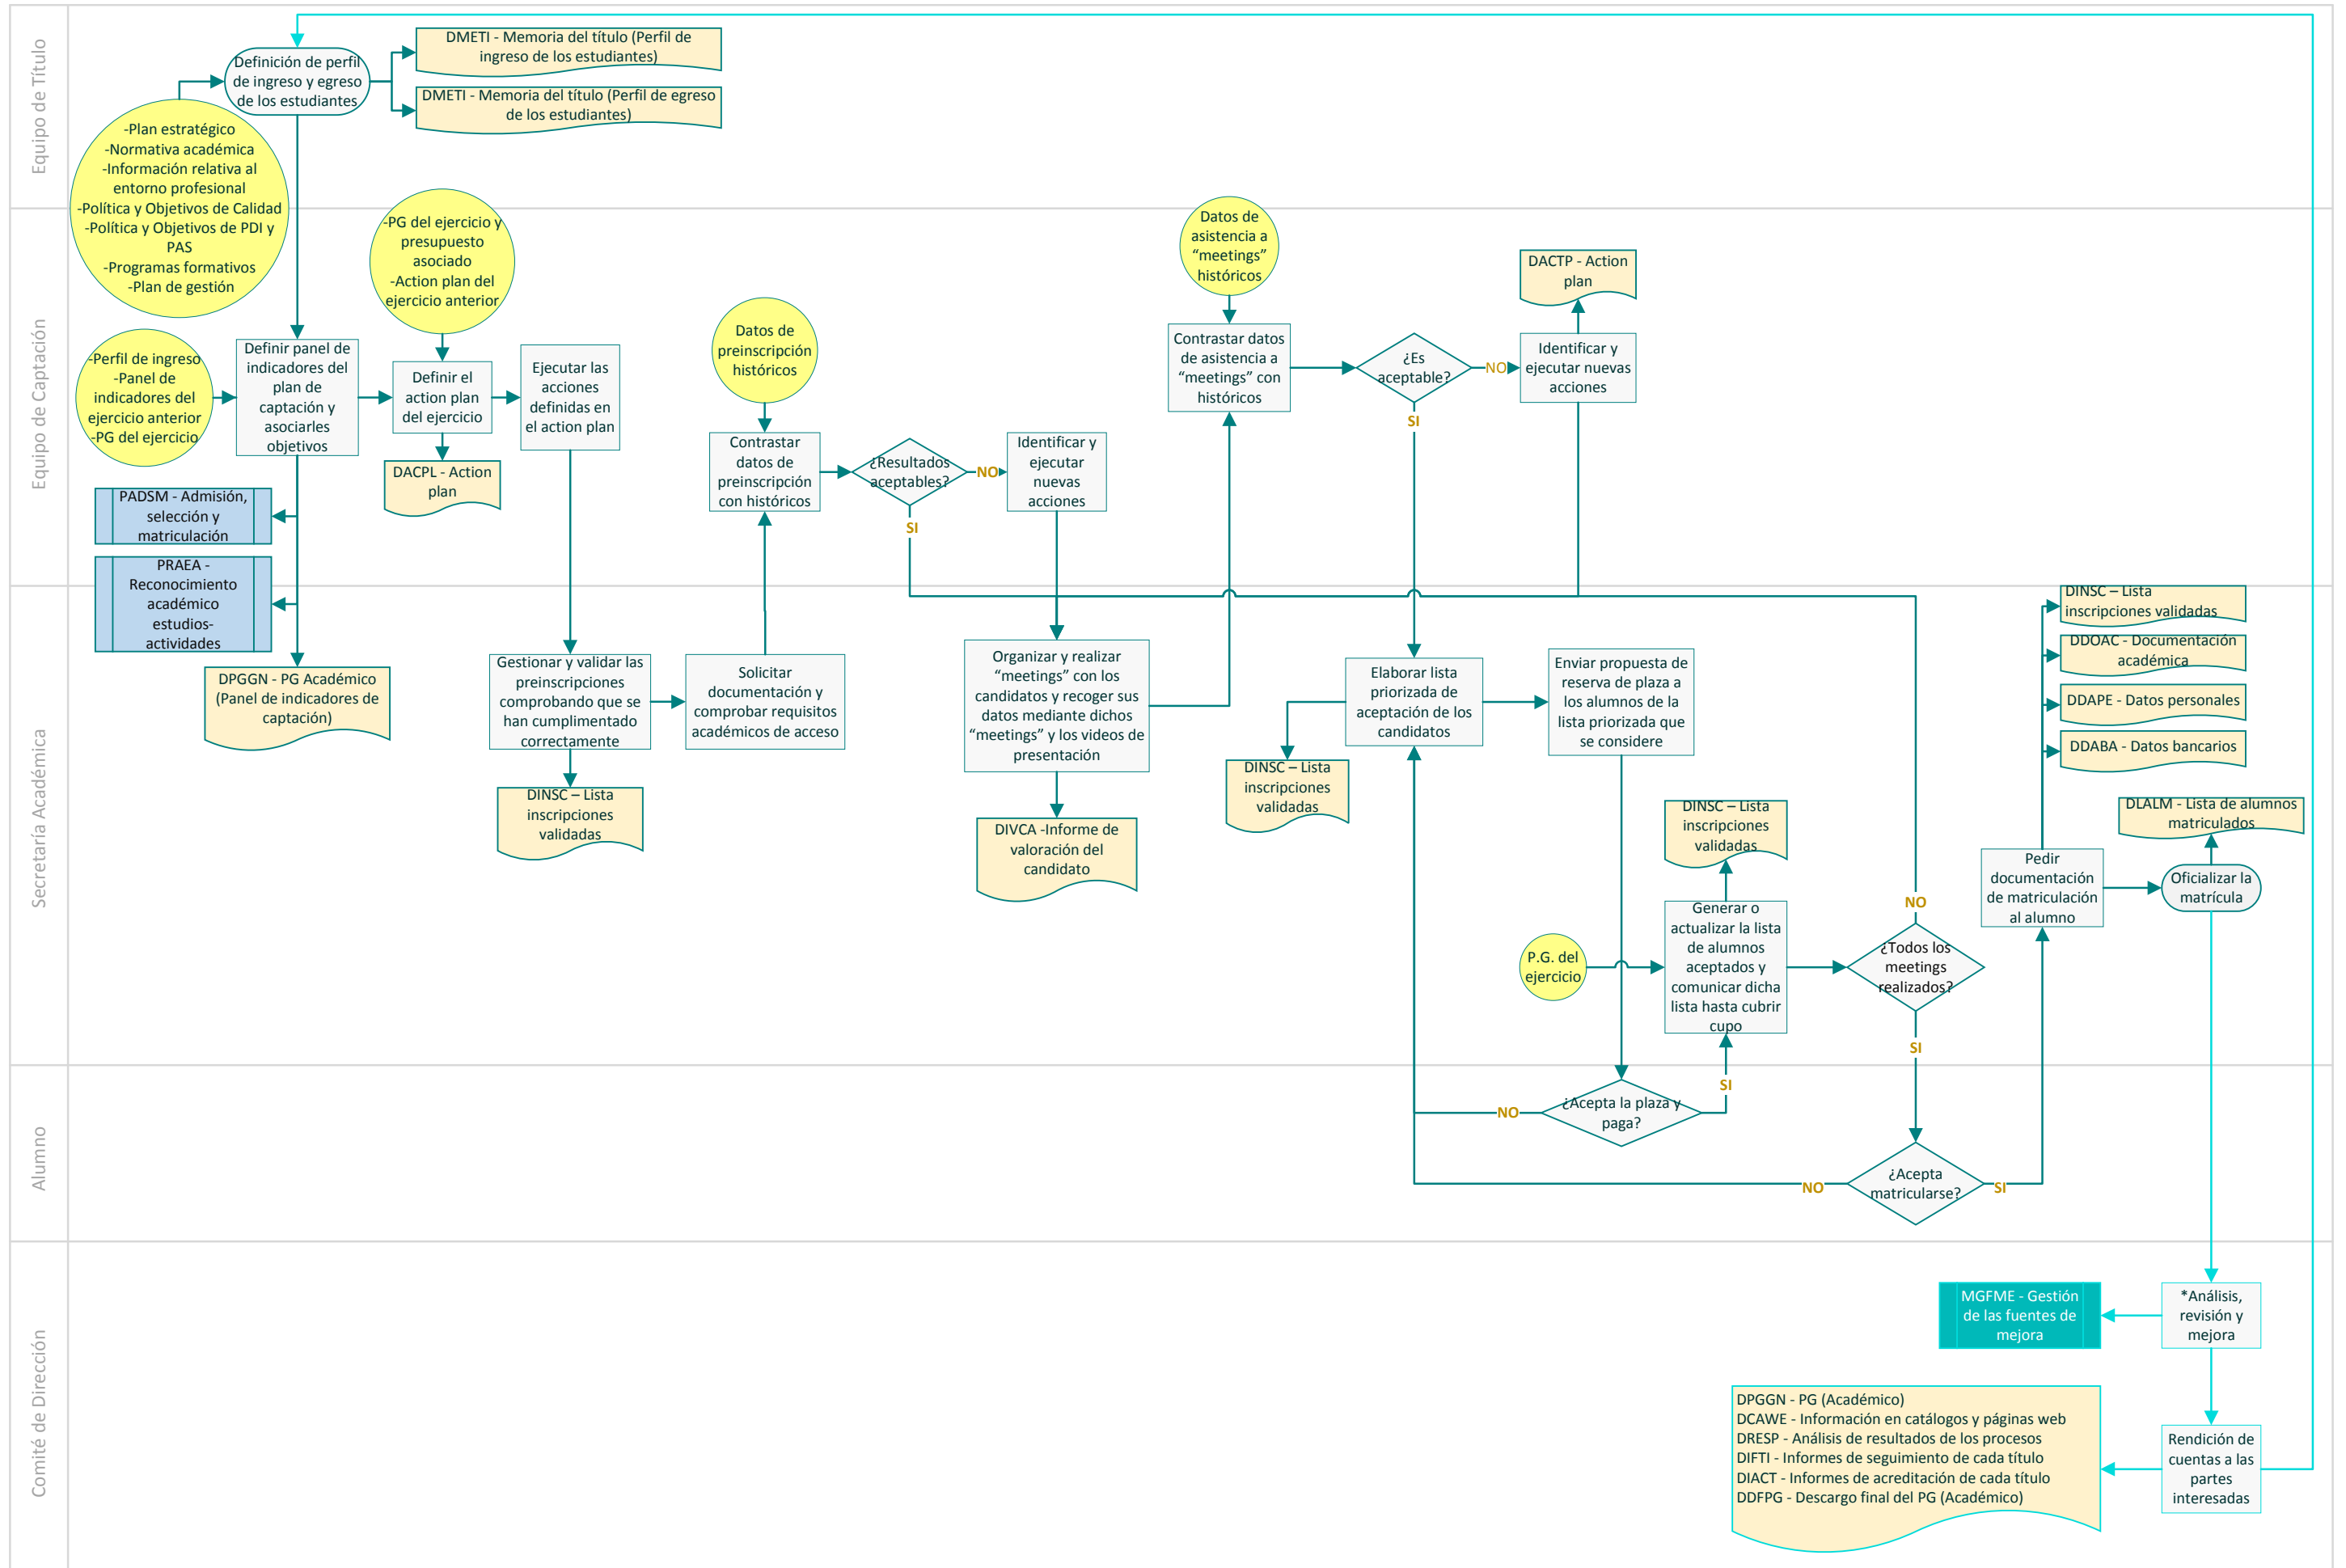 Equipo de Título
Definición de perfil
de ingreso y egreso
de los estudiantes
DMETI - Memoria del título (Perfil de
ingreso de los estudiantes)
DMETI - Memoria del título (Perfil de egreso
de los estudiantes)
-Plan estratégico
-Normativa académica
-Información relativa al
entorno profesional
-Política y Objetivos de Calidad
-Política y Objetivos de PDI y
PAS
-Programas formativos
-Plan de gestión
Equipo de Captación
-Perfil de ingreso
-Panel de
indicadores del
ejercicio anterior
-PG del ejercicio
Definir panel de
indicadores del
plan de
captación y
asociarles
objetivos
-PG del ejercicio y
presupuesto
asociado
-Action plan del
ejercicio anterior
Definir el
action plan
del ejercicio
DACPL - Action
plan
Ejecutar las
acciones
definidas en
el action plan
PADSM - Admisión,
selección y
matriculación
PRAEA -
Reconocimiento
académico
estudios-
actividades
DPGGN - PG Académico
(Panel de indicadores de
captación)
Datos de
preinscripción
históricos
Contrastar
datos de
preinscripción
con históricos
¿Resultados
aceptables?
NO
SI
Identificar y
ejecutar
nuevas
acciones
Datos de
asistencia a
“meetings”
históricos
Contrastar datos
de asistencia a
“meetings” con
históricos
¿Es
aceptable?
NO
SI
Identificar y
ejecutar nuevas
acciones
DACTP - Action
plan
Secretaría Académica
Gestionar y validar las
preinscripciones
comprobando que se
han cumplimentado
correctamente
DINSC – Lista
inscripciones
validadas
Solicitar
documentación y
comprobar requisitos
académicos de acceso
Organizar y realizar
“meetings” con los
candidatos y recoger sus
datos mediante dichos
“meetings” y los videos de
presentación
DIVCA -Informe de
valoración del
candidato
Elaborar lista
priorizada de
aceptación de los
candidatos
DINSC – Lista
inscripciones
validadas
Enviar propuesta de
reserva de plaza a
los alumnos de la
lista priorizada que
se considere
DINSC – Lista
inscripciones
validadas
P.G. del
ejercicio
Generar o
actualizar la lista
de alumnos
aceptados y
comunicar dicha
lista hasta cubrir
cupo
¿Todos los
meetings
realizados?
NO
SI
DINSC – Lista
inscripciones validadas
DDOAC - Documentación
académica
DDAPE - Datos personales
DDABA - Datos bancarios
DLALM - Lista de alumnos
matriculados
Pedir
documentación
de matriculación
al alumno
Oficializar la
matrícula
Alumno
¿Acepta la plaza y
paga?
NO
SI
¿Acepta
matricularse?
NO
SI
Comité de Dirección
MGFME - Gestión
de las fuentes de
mejora
*Análisis,
revisión y
mejora
DPGGN - PG (Académico)
DCAWE - Información en catálogos y páginas web
DRESP - Análisis de resultados de los procesos
DIFTI - Informes de seguimiento de cada título
DIACT - Informes de acreditación de cada título
DDFPG - Descargo final del PG (Académico)
Rendición de
cuentas a las
partes
interesadas